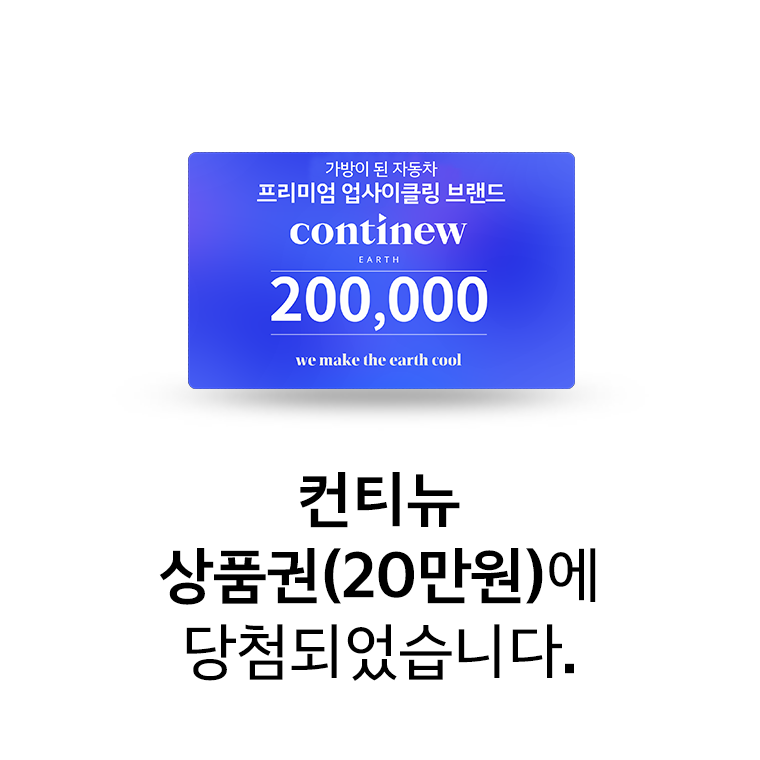 가방이 된 자동차
프리미엄 업사이클링 브랜드
continew
EARTH
200,000
we make the earth cool
컨티뉴
상품권(20만원)에
당첨되었습니다.